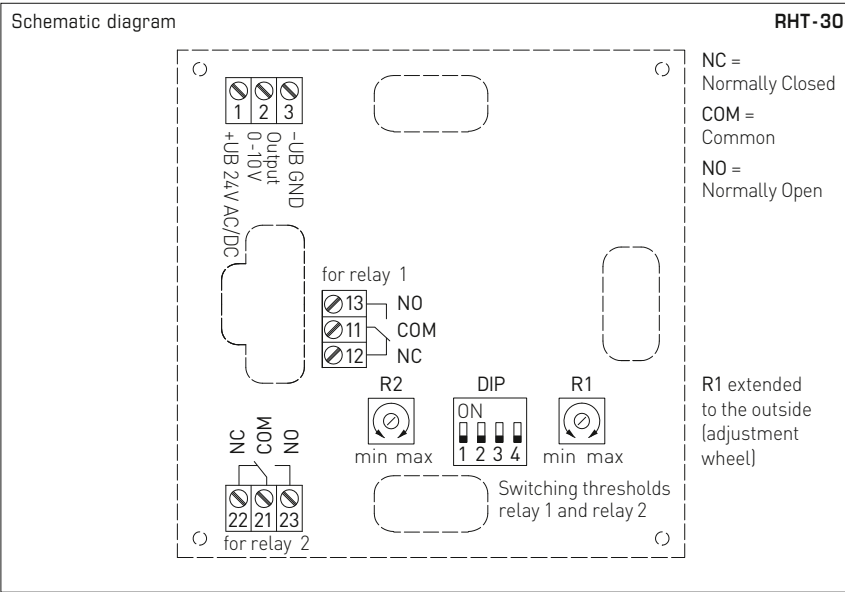 Schematic diagram
RHT-30
NC =
Normally Closed
COM =
Common
NO =
Normally Open
1 2 3
+UB 24V AC/DC
Output
0-10V
-UB GND
for relay 1
13 NO
11 COM
12 NC
R2
min max
DIP
ON
1 2 3 4
R1
min max
R1 extended
to the outside
(adjustment
wheel)
Switching thresholds
relay 1 and relay 2
NC
COM
NO
22 21 23
for relay 2